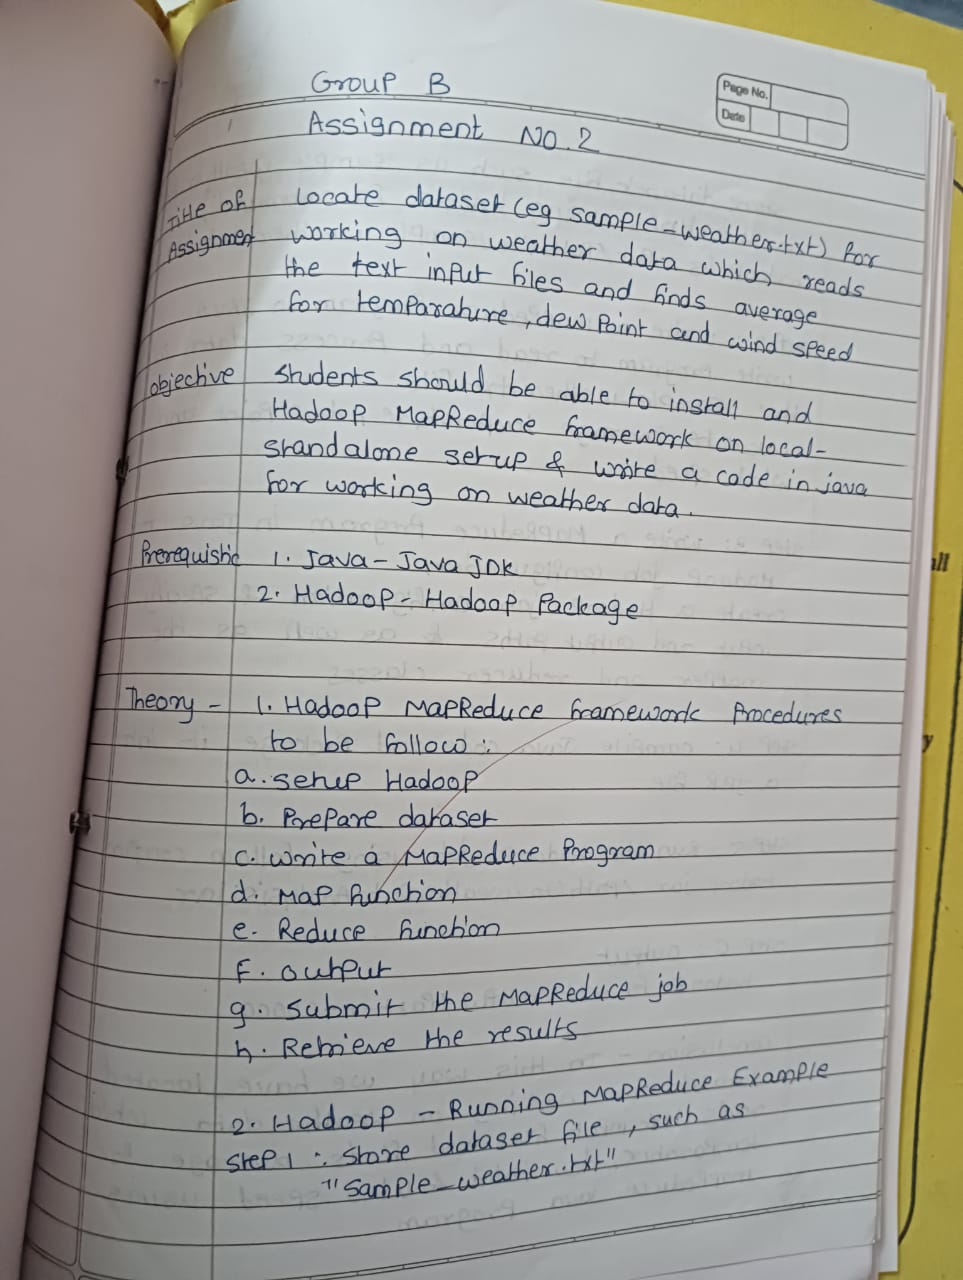 Group B
Page No.
Date
Assignment No. 2
Title of Assignment
Locate dataset (eg sample-weather.txt) for
working on weather data which reads
the text input files and finds average
for temparature, dew point and wind speed
objective
Students should be able to install and
Hadoop MapReduce framework on local-
standalone setup & write a code in java
for working on weather data.
Prerequistic
1. Java - Java JDK
2. Hadoop - Hadoop Package
Theory -
1. Hadoop MapReduce framework Procedures
to be follow :
a. setup Hadoop
b. Prepare dataset
c. write a MapReduce Program
d. Map function
e. Reduce function
f. output
g. Submit the MapReduce job
h. Retrieve the results
2. Hadoop - Running MapReduce Example
Step 1 : Store dataset file, such as
"Sample-weather.txt"
all
y